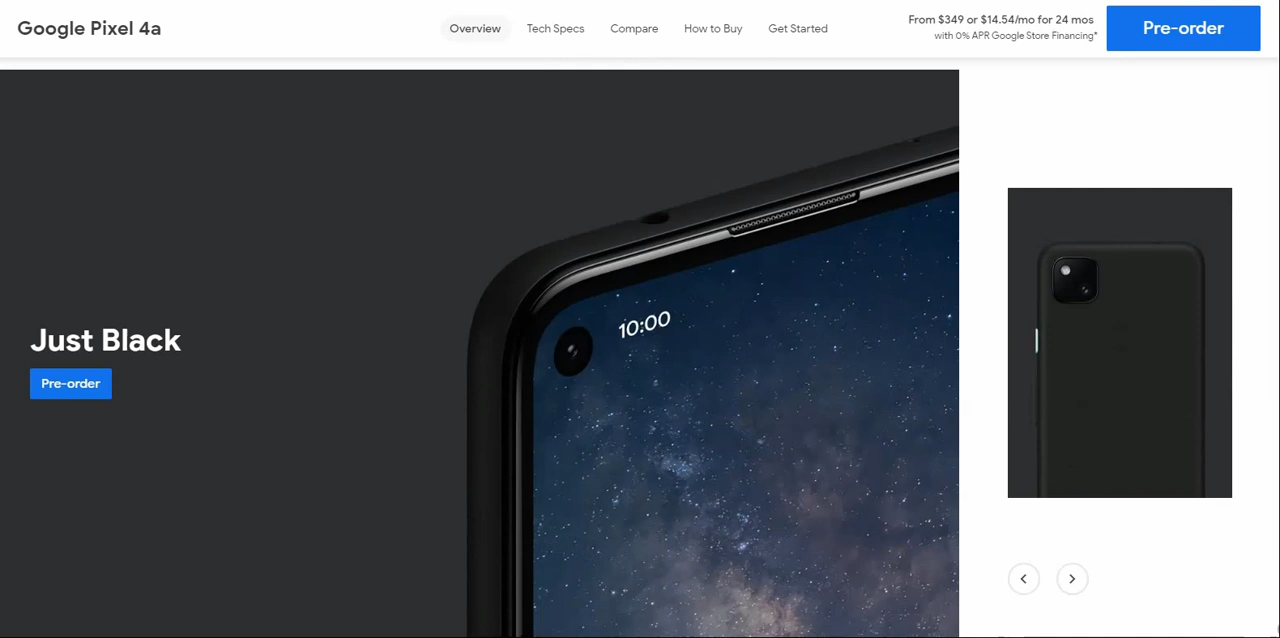 Google Pixel 4a
Overview
Tech Specs
Compare
How to Buy
Get Started
From $349 or $14.54/mo for 24 mos
with 0% APR Google Store Financing*
Pre-order
10:00
Just Black
Pre-order